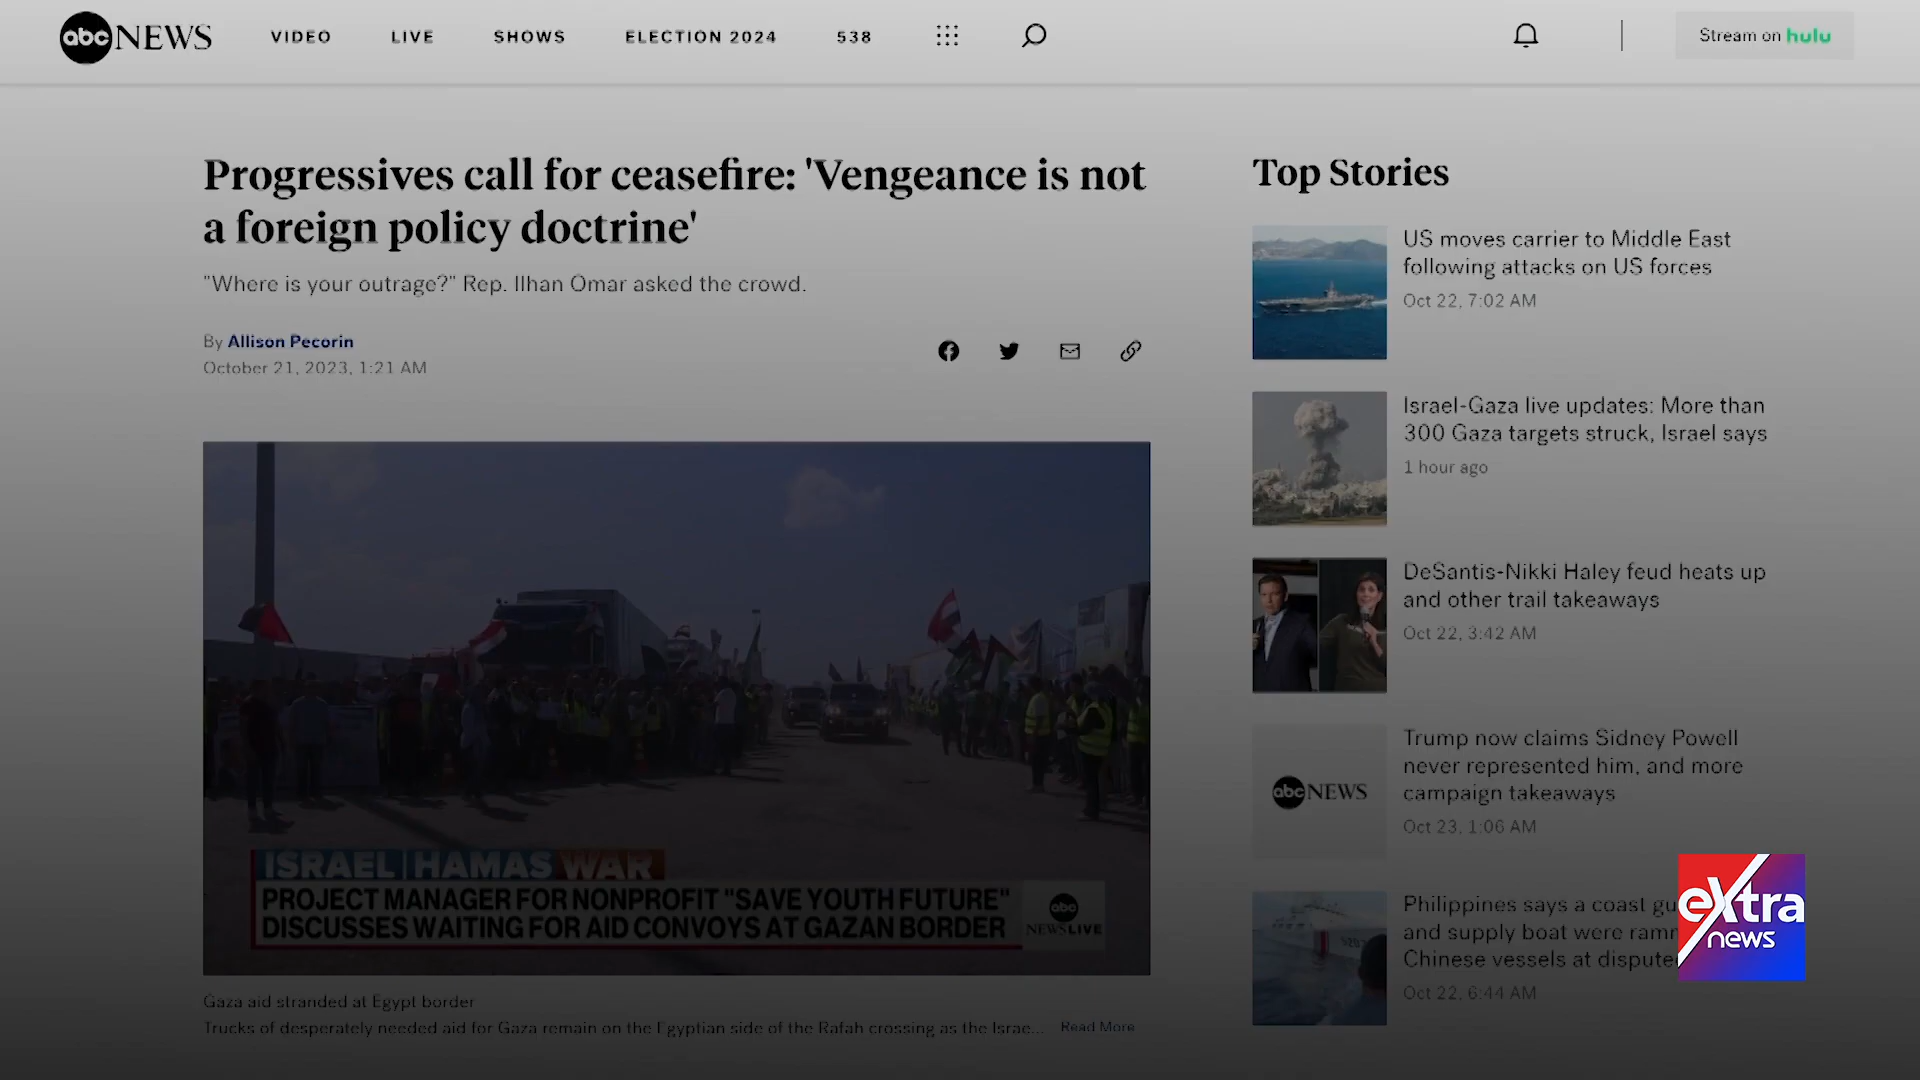 abc NEWS
VIDEO
LIVE
SHOWS
ELECTION 2024
538
Stream on hulu
Progressives call for ceasefire: 'Vengeance is not
a foreign policy doctrine'
"Where is your outrage?" Rep. Ilhan Omar asked the crowd.
By Allison Pecorin
October 21, 2023, 1:21 AM
ISRAEL | HAMAS WAR
PROJECT MANAGER FOR NONPROFIT "SAVE YOUTH FUTURE"
DISCUSSES WAITING FOR AID CONVOYS AT GAZAN BORDER
abc
NEWS LIVE
Gaza aid stranded at Egypt border
Trucks of desperately needed aid for Gaza remain on the Egyptian side of the Rafah crossing as the Israe... Read More
Top Stories
US moves carrier to Middle East
following attacks on US forces
Oct 22, 7:02 AM
Israel-Gaza live updates: More than
300 Gaza targets struck, Israel says
1 hour ago
DeSantis-Nikki Haley feud heats up
and other trail takeaways
Oct 22, 3:42 AM
abc NEWS
Trump now claims Sidney Powell
never represented him, and more
campaign takeaways
Oct 23, 1:06 AM
Philippines says a coast gu
and supply boat were ram
Chinese vessels at dispute
Oct 22, 6:44 AM
eXtra
news